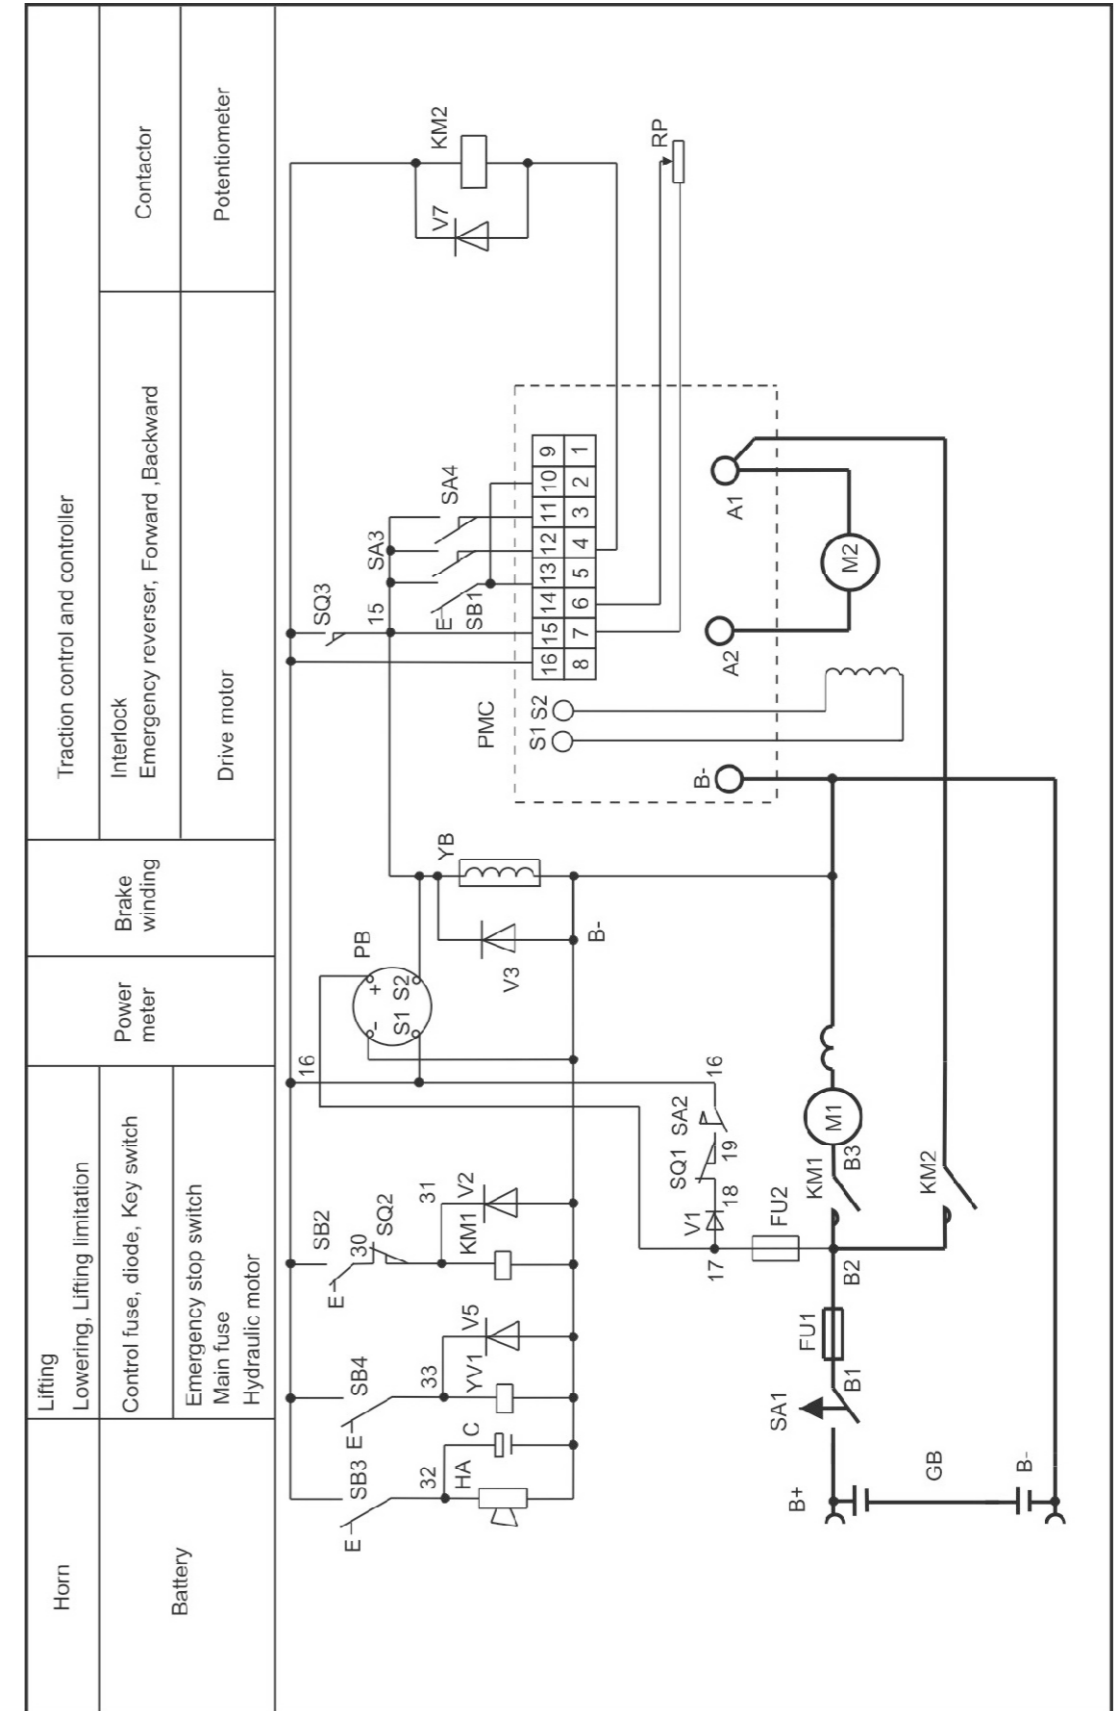 Horn
Battery
Lifting
Lowering, Lifting limitation
Control fuse, diode, Key switch
Emergency stop switch
Main fuse
Hydraulic motor
Power
meter
Brake
winding
Traction control and controller
Interlock
Emergency reverser, Forward ,Backward
Drive motor
Contactor
Potentiometer
E
SB3
32
HA
C
E
SB4
33
YV1
V5
E
SB2
30
SQ2
31
KM1
V2
16
PB
+
-
S1
S2
V3
YB
B-
SQ3
15
SA3
SA4
E
SB1
16
15
14
13
12
11
10
9
8
7
6
5
4
3
2
1
PMC
S1
S2
B-
A2
A1
M2
V7
KM2
RP
17
V1
18
SQ1
19
SA2
16
FU2
B+
SA1
B1
FU1
B2
KM1
B3
M1
KM2
GB
B-